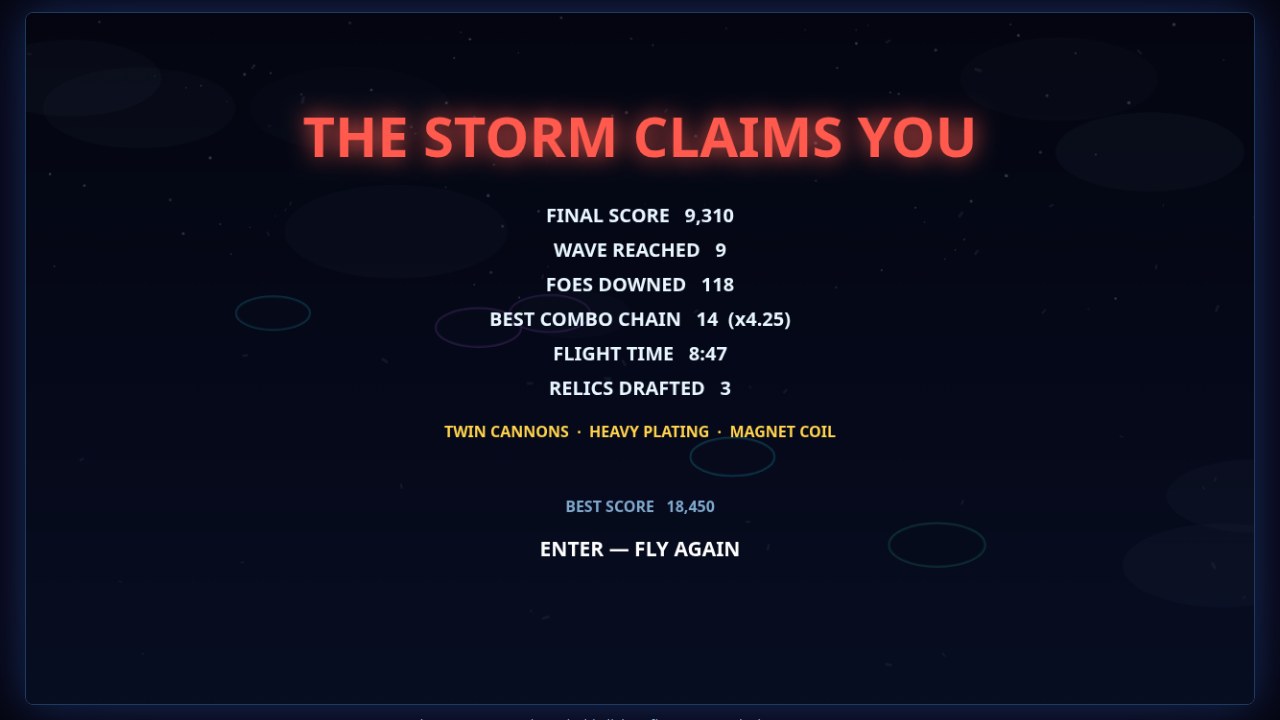 THE STORM CLAIMS YOU
FINAL SCORE 9,310
WAVE REACHED 9
FOES DOWNED 118
BEST COMBO CHAIN 14 (x4.25)
FLIGHT TIME 8:47
RELICS DRAFTED 3
TWIN CANNONS · HEAVY PLATING · MAGNET COIL
BEST SCORE 18,450
ENTER — FLY AGAIN